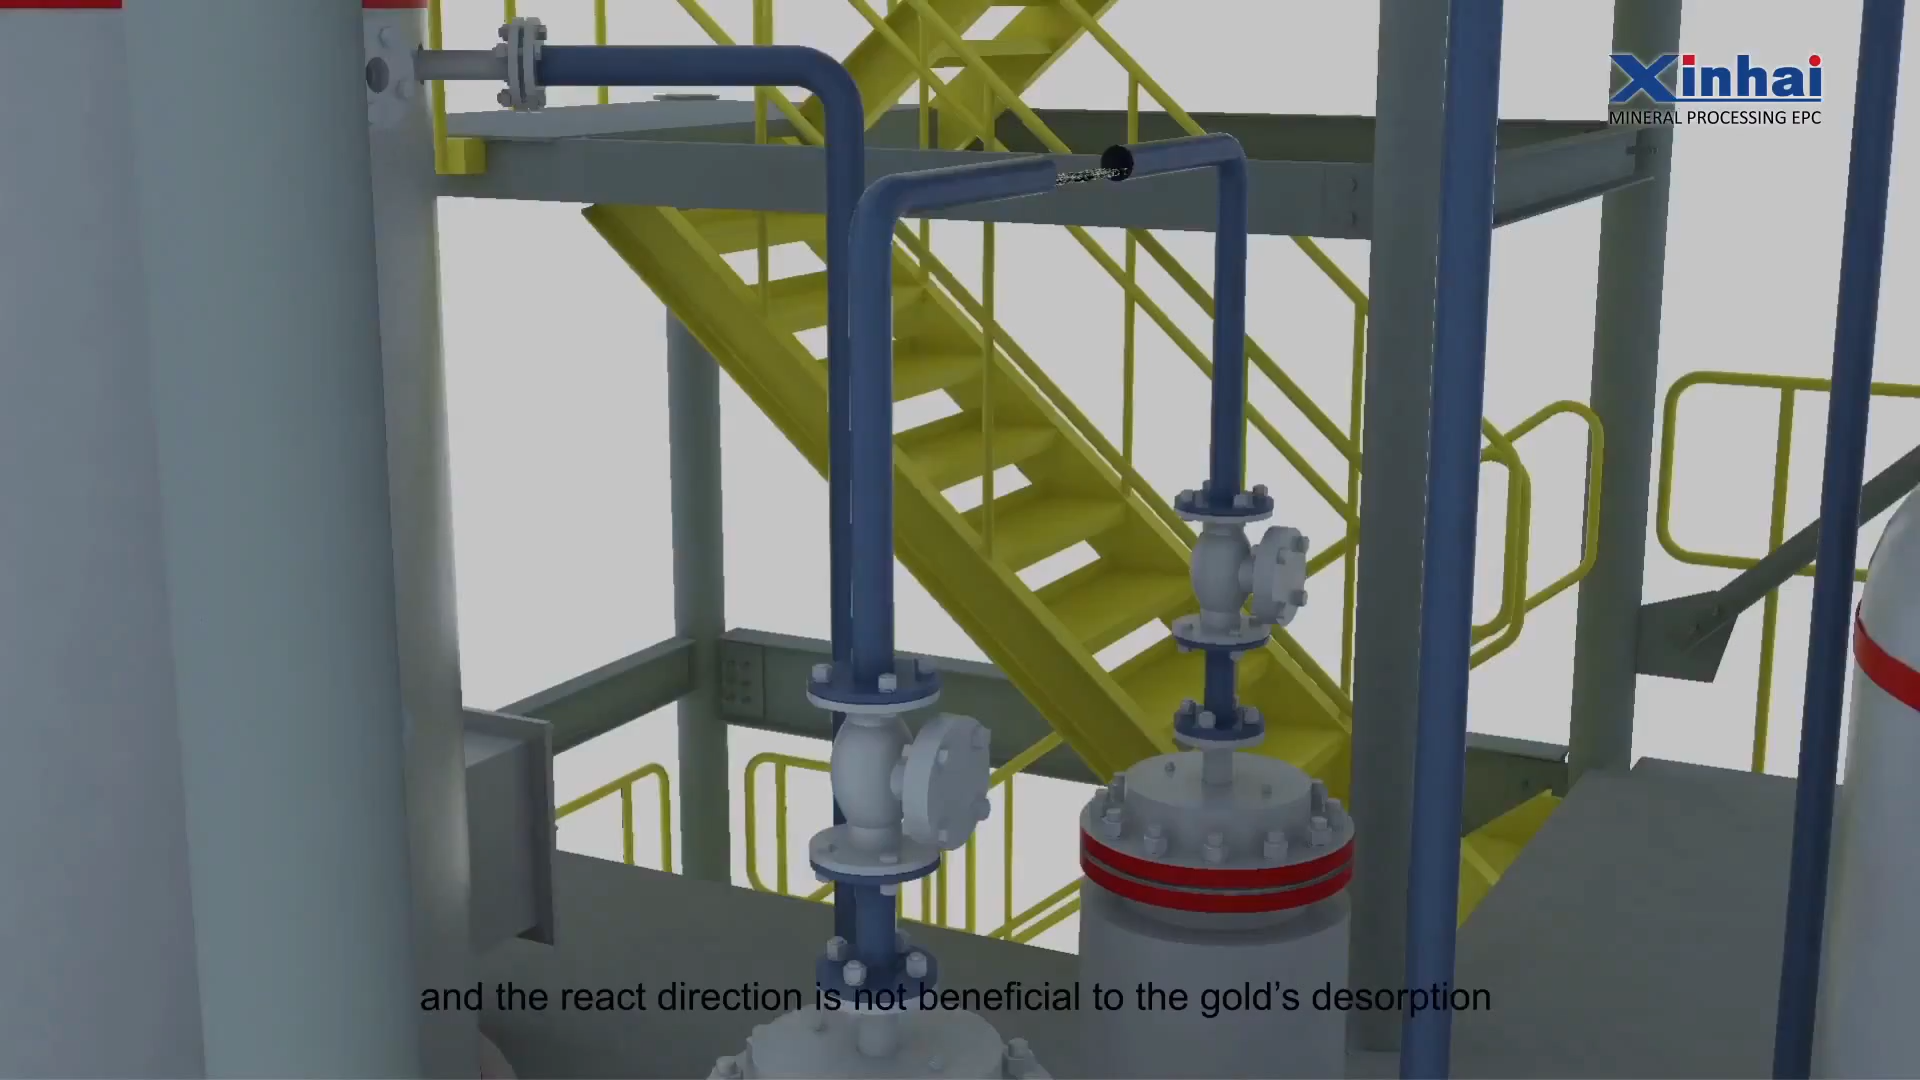 Xinhai
MINERAL PROCESSING EPC
and the react direction is not beneficial to the gold’s desorption